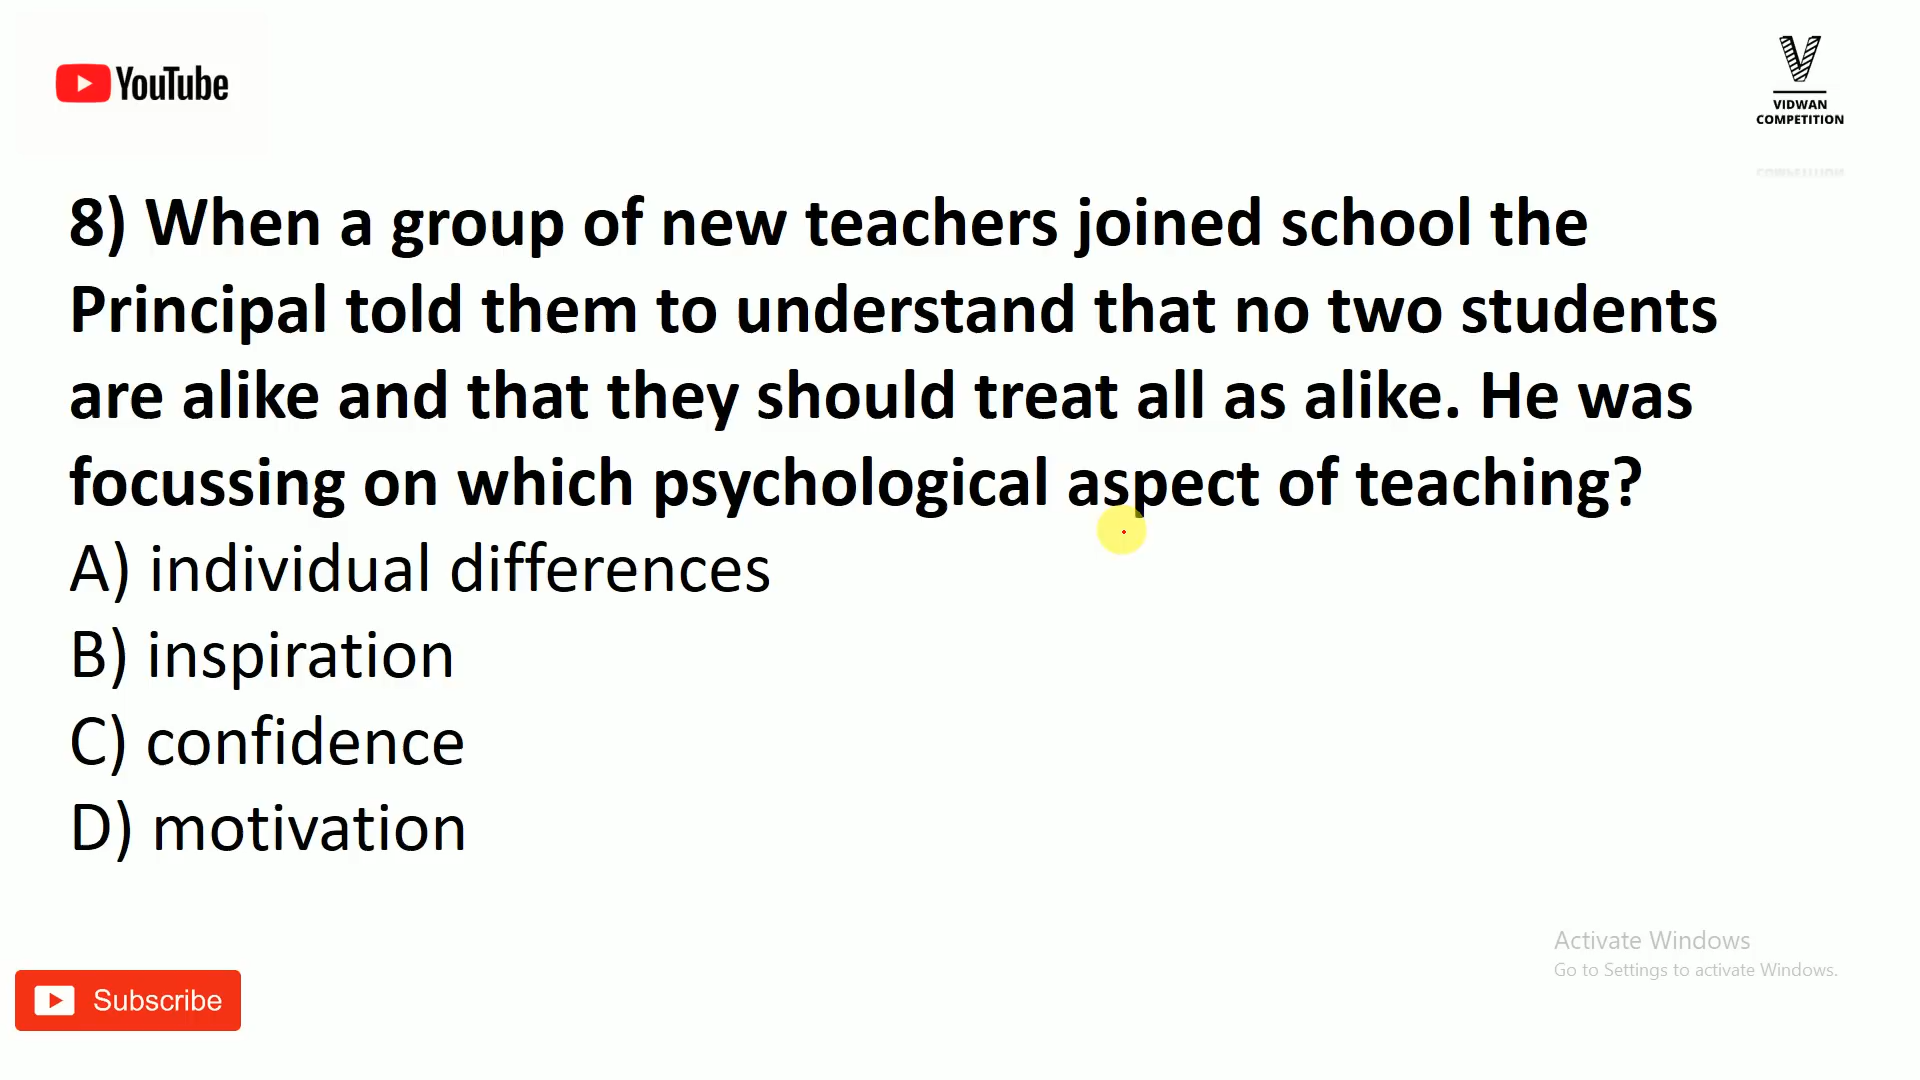 YouTube
V
VIDWAN
COMPETITION
8) When a group of new teachers joined school the
Principal told them to understand that no two students
are alike and that they should treat all as alike. He was
focussing on which psychological aspect of teaching?
A) individual differences
B) inspiration
C) confidence
D) motivation
Activate Windows
Go to Settings to activate Windows.
Subscribe